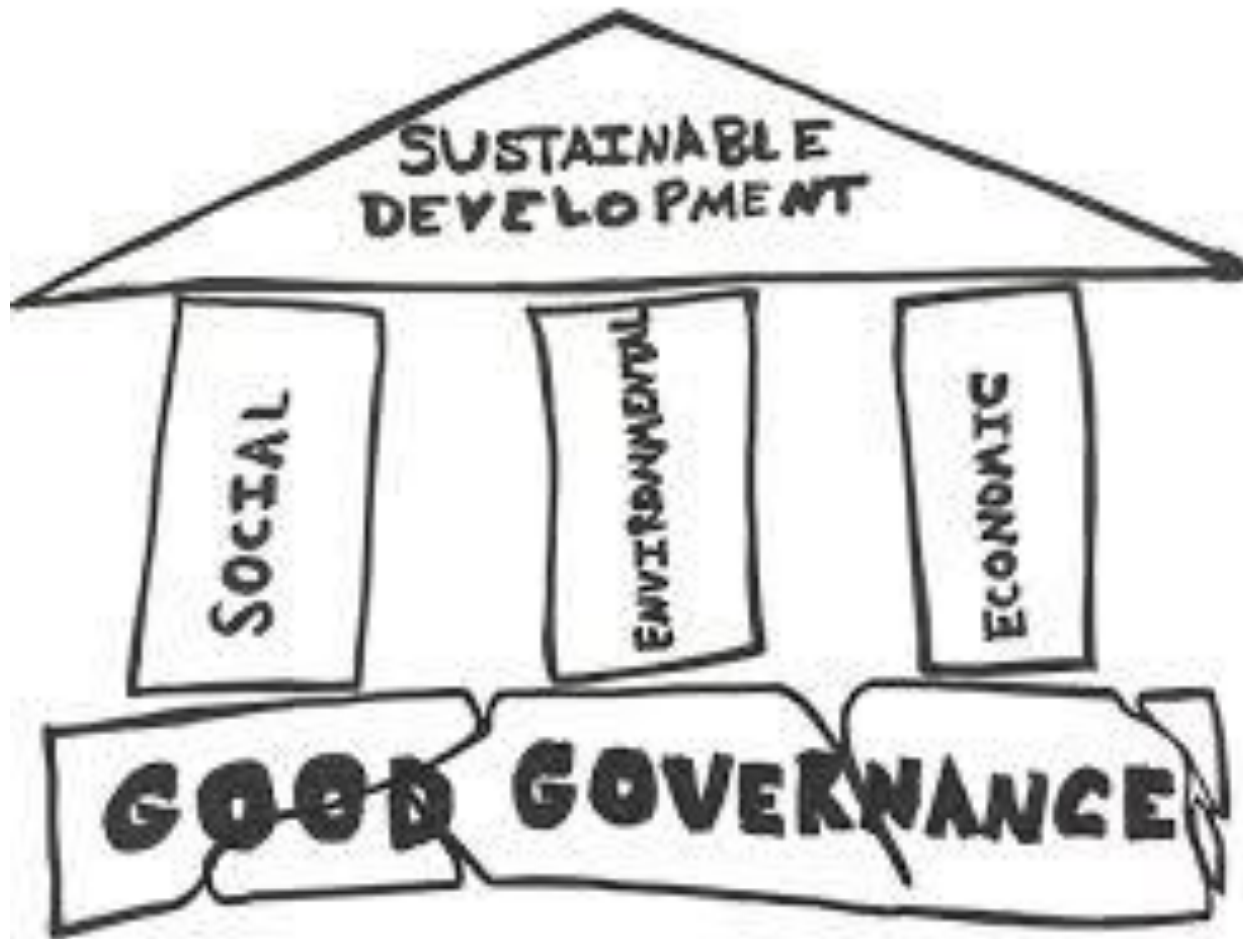 SUSTAINABLE
DEVELOPMENT
SOCIAL
ENVIRONMENTAL
ECONOMIC
GOOD GOVERNANCE